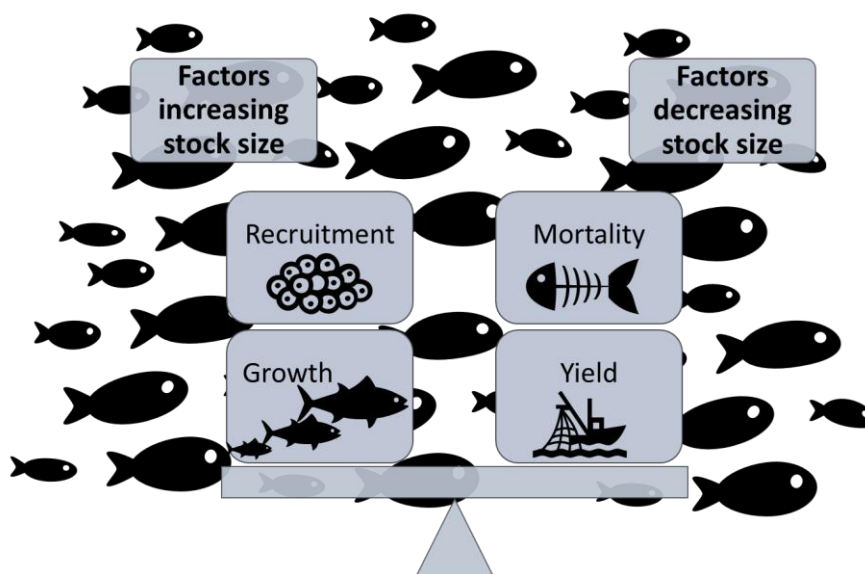 Factors
increasing
stock size
Factors
decreasing
stock size
Recruitment
Mortality
Growth
Yield